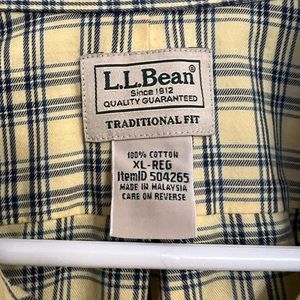 L.L.Bean®
Since 1912
QUALITY GUARANTEED
TRADITIONAL FIT
100% COTTON
XL-REG
ItemID 504265
MADE IN MALAYSIA
CARE ON REVERSE